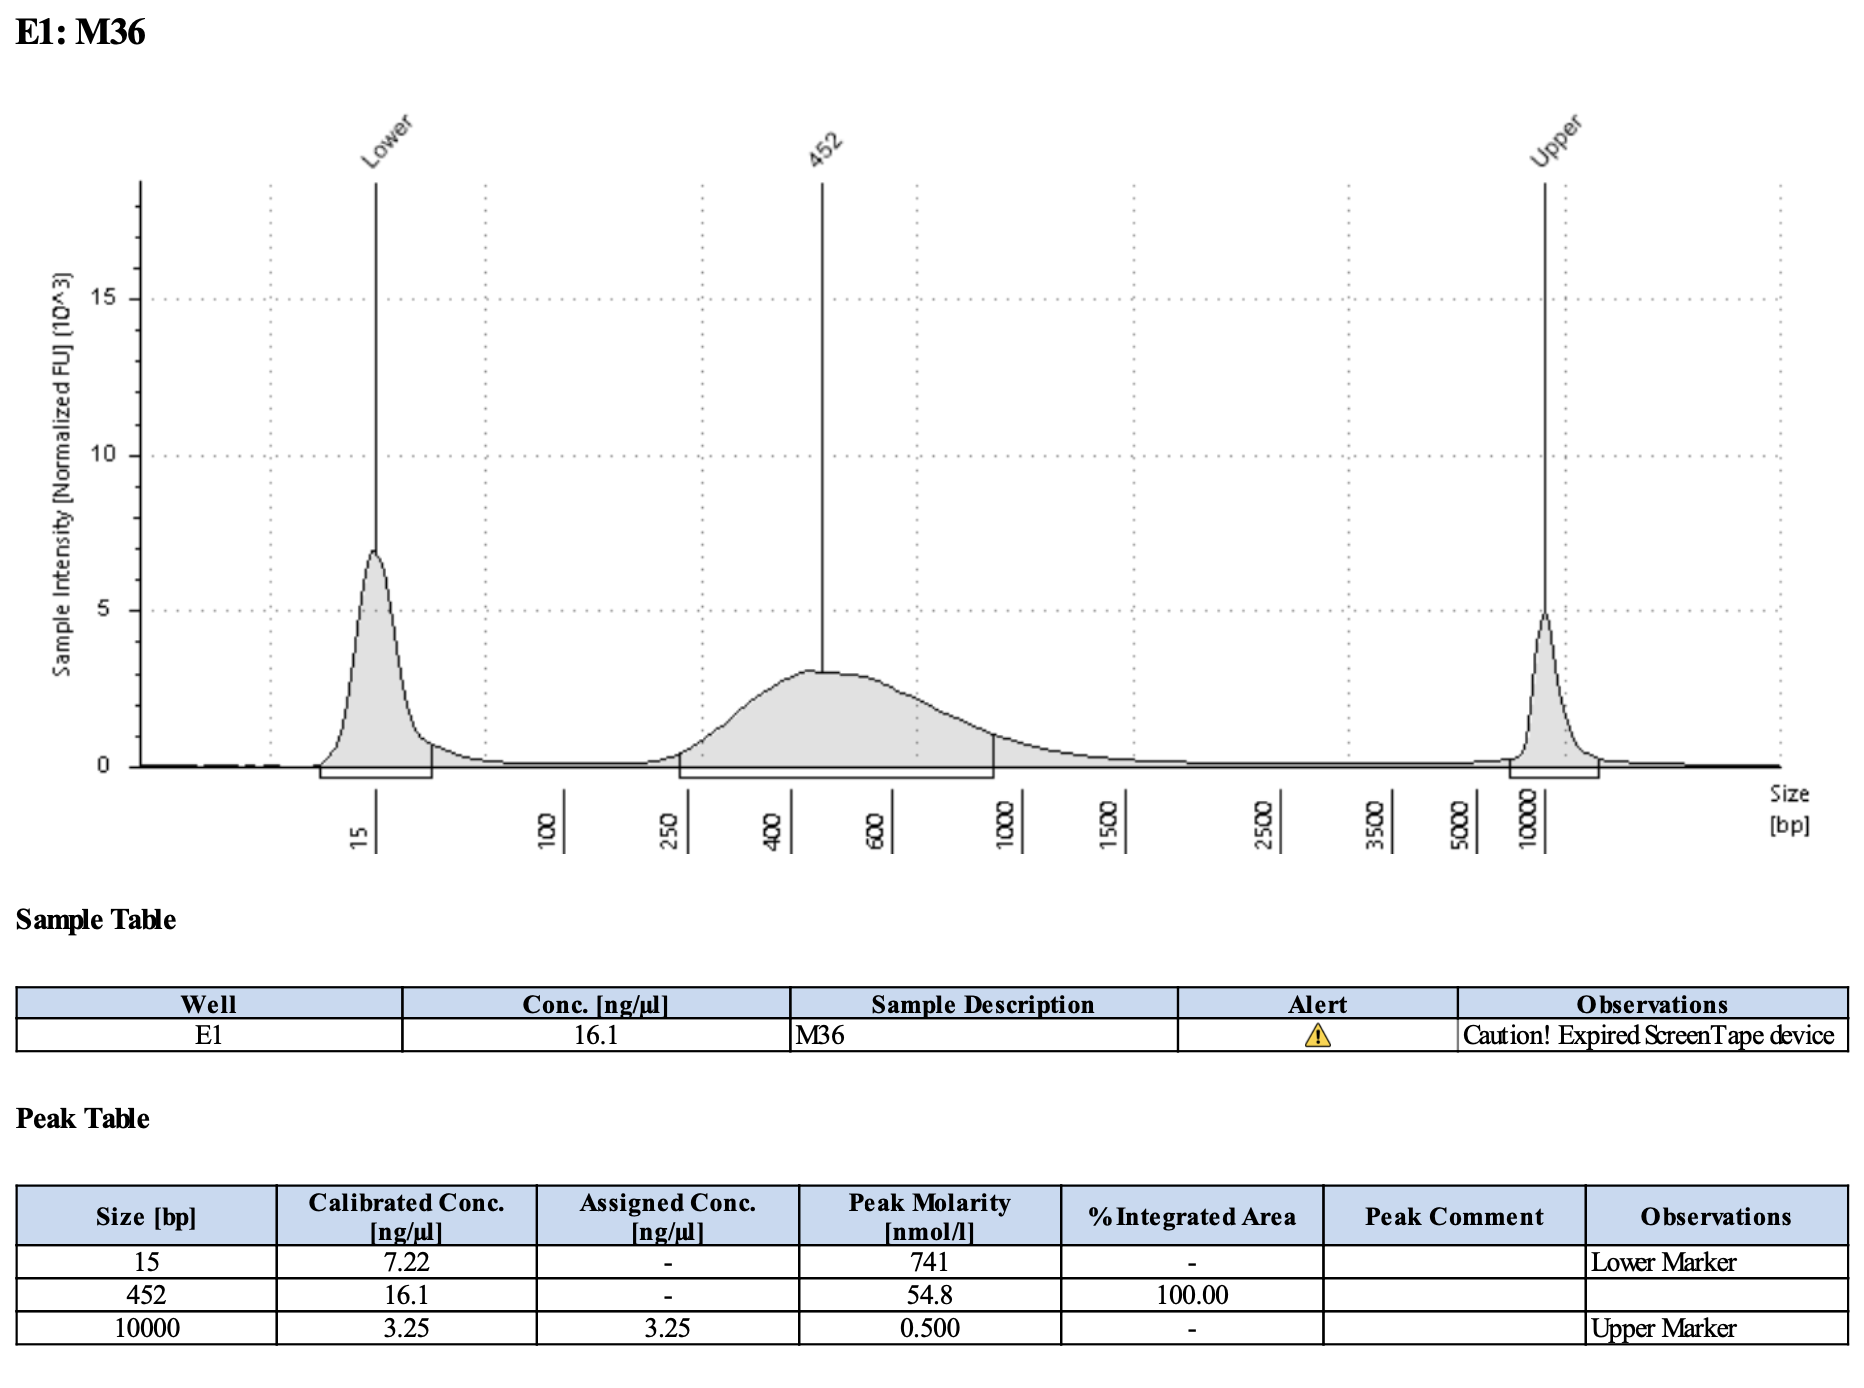 E1: M36
Lower
452
Upper
Sample Intensity [Normalized FU] (10^3)
15
10
5
0
15
100
250
400
600
1000
1500
2500
3500
5000
10000
Size
[bp]
Sample Table
Well Conc. [ng/µl] Sample Description Alert Observations
E1 16.1 M36 Caution! Expired ScreenTape device
Peak Table
Size [bp] Calibrated Conc. [ng/µl] Assigned Conc. [ng/µl] Peak Molarity [nmol/l] % Integrated Area Peak Comment Observations
15 7.22 - 741 - Lower Marker
452 16.1 - 54.8 100.00
10000 3.25 3.25 0.500 - Upper Marker